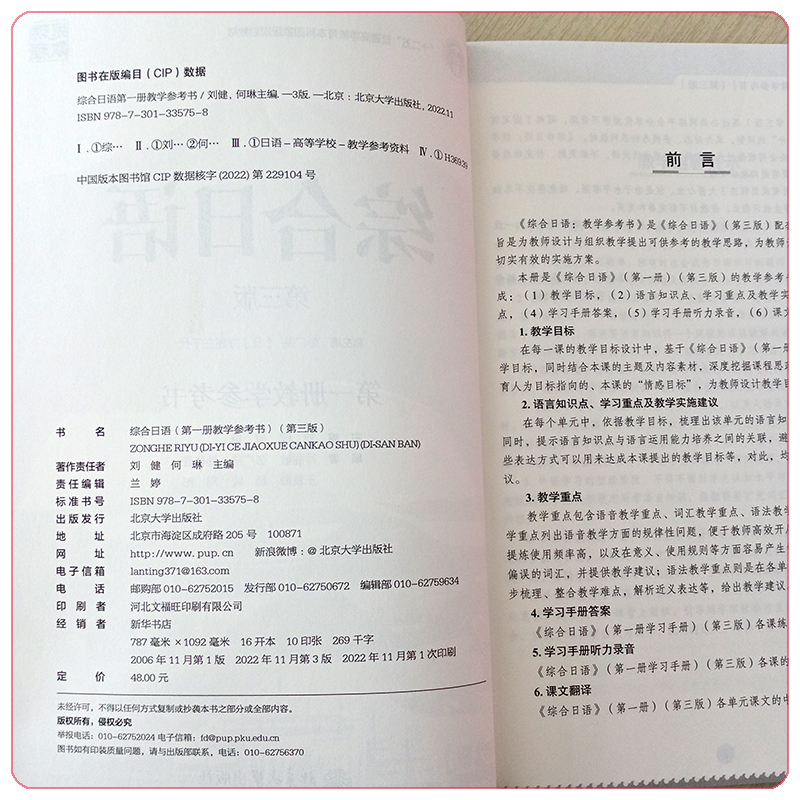 图书在版编目（CIP）数据
综合日语第一册教学参考书 / 刘健, 何琳主编. —3版. —北京：北京大学出版社, 2022.11
ISBN 978-7-301-33575-8
Ⅰ.①综… Ⅱ.①刘… ②何… Ⅲ.①日语－高等学校－教学参考资料 Ⅳ.①H369.39
中国版本图书馆 CIP 数据核字 (2022) 第 229104 号
书 名 综合日语（第一册教学参考书）（第三版）
ZONGHE RIYU (DI-YI CE JIAOXUE CANKAO SHU) (DI-SAN BAN)
著作责任者 刘 健 何 琳 主编
责任编辑 兰 婷
标准书号 ISBN 978-7-301-33575-8
出版发行 北京大学出版社
地 址 北京市海淀区成府路 205 号 100871
网 址 http://www.pup.cn 新浪微博：@北京大学出版社
电子信箱 lanting371@163.com
电 话 邮购部 010-62752015 发行部 010-62750672 编辑部 010-62759634
印 刷 者 河北文福旺印刷有限公司
经 销 者 新华书店
787 毫米 ×1092 毫米 16 开本 10 印张 269 千字
2006 年 11 月第 1 版 2022 年 11 月第 3 版 2022 年 11 月第 1 次印刷
定 价 48.00 元
未经许可，不得以任何方式复制或抄袭本书之部分或全部内容。
版权所有，侵权必究
举报电话：010-62752024 电子信箱：fd@pup.pku.edu.cn
图书如有印装质量问题，请与出版部联系，电话：010-62756370
前 言
《综合日语：教学参考书》是《综合日语》（第三版）配
旨是为教师设计与组织教学提出可供参考的教学思路，为教师
切实有效的实施方案。
本册是《综合日语》（第一册）（第三版）的教学参考
成：（1）教学目标，（2）语言知识点、学习重点及教学实
点，（4）学习手册答案，（5）学习手册听力录音，（6）课文
1. 教学目标
在每一课的教学目标设计中，基于《综合日语》（第一册
学目标，同时结合本课的主题及内容素材，深度挖掘课程思
育人为目标指向的、本课的“情感目标”，为教师设计教学目
2. 语言知识点、学习重点及教学实施建议
在每个单元中，依据教学目标，梳理出该单元的语言知
同时，提示语言知识点与语言运用能力培养之间的关联，避
些表达方式可以用来达成本课提出的教学目标等，对此，均
议。
3. 教学重点
教学重点包含语音教学重点、词汇教学重点、语法教学
学重点列出语音教学方面的规律性问题，便于教师高效开
提炼使用频率高，以及在意义、使用规则等方面容易产生
偏误的词汇，并提供教学建议；语法教学重点则是在各单
步梳理、整合教学难点，解析近义表达等，给出教学建议
4. 学习手册答案
《综合日语》（第一册学习手册）（第三版）各课练
5. 学习手册听力录音
《综合日语》（第一册学习手册）（第三版）各课的
6. 课文翻译
《综合日语》（第一册）（第三版）各单元课文的中